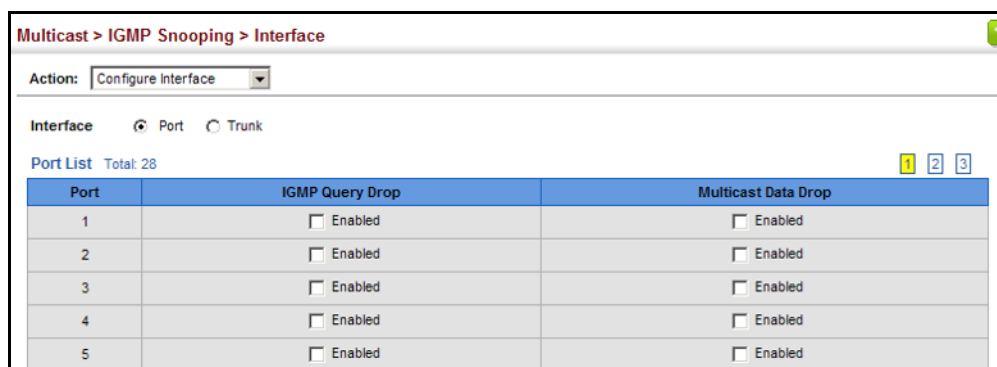 Multicast > IGMP Snooping > Interface
Action: Configure Interface
Interface Port Trunk
Port List Total: 28 1 2 3
Port IGMP Query Drop Multicast Data Drop
1 Enabled Enabled
2 Enabled Enabled
3 Enabled Enabled
4 Enabled Enabled
5 Enabled Enabled